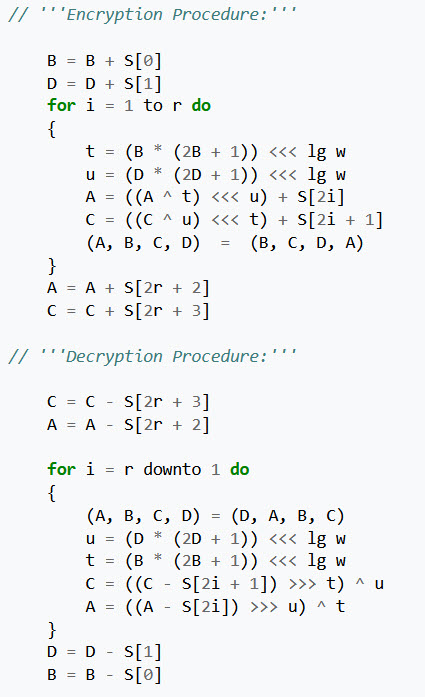 // '''Encryption Procedure:'''
B = B + S[0]
D = D + S[1]
for i = 1 to r do
{
t = (B * (2B + 1)) <<< lg w
u = (D * (2D + 1)) <<< lg w
A = ((A ^ t) <<< u) + S[2i]
C = ((C ^ u) <<< t) + S[2i + 1]
(A, B, C, D)  =  (B, C, D, A)
}
A = A + S[2r + 2]
C = C + S[2r + 3]
// '''Decryption Procedure:'''
C = C - S[2r + 3]
A = A - S[2r + 2]
for i = r downto 1 do
{
(A, B, C, D) = (D, A, B, C)
u = (D * (2D + 1)) <<< lg w
t = (B * (2B + 1)) <<< lg w
C = ((C - S[2i + 1]) >>> t) ^ u
A = ((A - S[2i]) >>> u) ^ t
}
D = D - S[1]
B = B - S[0]